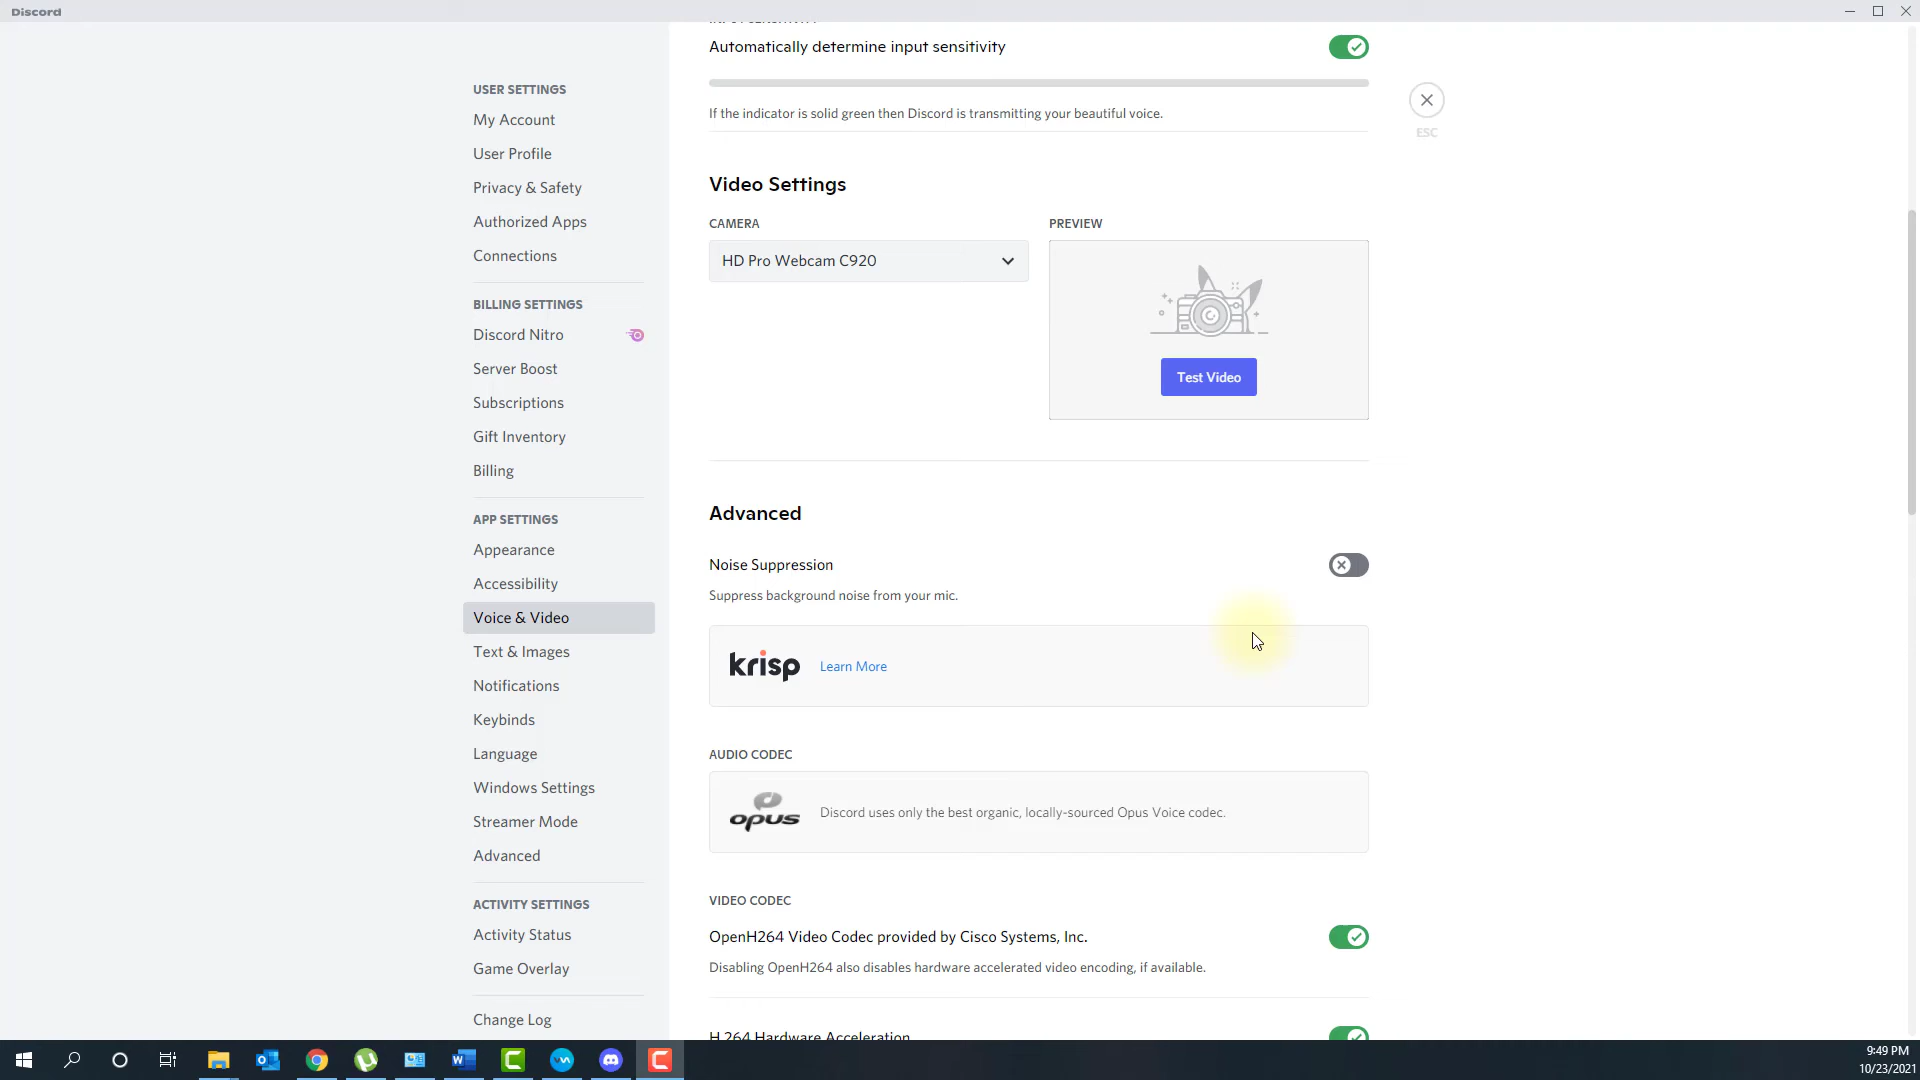 Discord
USER SETTINGS
My Account
User Profile
Privacy & Safety
Authorized Apps
Connections
BILLING SETTINGS
Discord Nitro
Server Boost
Subscriptions
Gift Inventory
Billing
APP SETTINGS
Appearance
Accessibility
Voice & Video
Text & Images
Notifications
Keybinds
Language
Windows Settings
Streamer Mode
Advanced
ACTIVITY SETTINGS
Activity Status
Game Overlay
Change Log
INPUT SENSITIVITY
Automatically determine input sensitivity
If the indicator is solid green then Discord is transmitting your beautiful voice.
ESC
Video Settings
CAMERA
HD Pro Webcam C920
PREVIEW
Test Video
Advanced
Noise Suppression
Suppress background noise from your mic.
krisp Learn More
AUDIO CODEC
opus Discord uses only the best organic, locally-sourced Opus Voice codec.
VIDEO CODEC
OpenH264 Video Codec provided by Cisco Systems, Inc.
Disabling OpenH264 also disables hardware accelerated video encoding, if available.
H.264 Hardware Acceleration
9:49 PM
10/23/2021